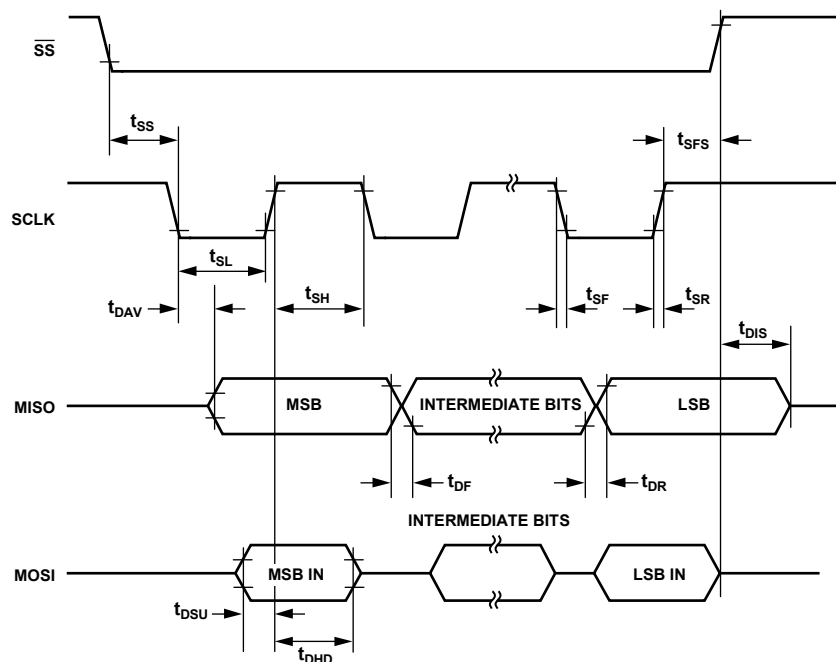 SS
tSS
tSFS
SCLK
tSL
tSH
tSF
tSR
tDAV
tDIS
MISO
MSB
INTERMEDIATE BITS
LSB
tDF
tDR
INTERMEDIATE BITS
MOSI
MSB IN
LSB IN
tDSU
tDHD